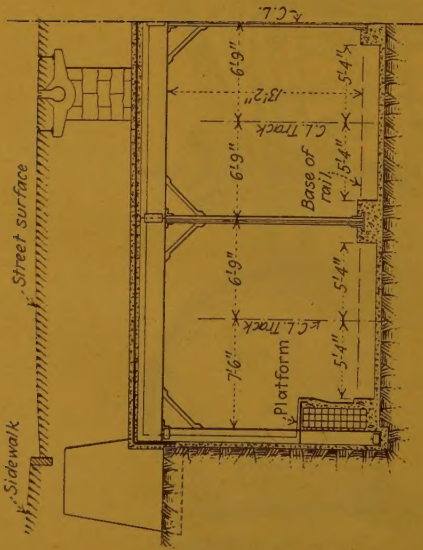 C.L.
Street surface
Sidewalk
6'9"
6'9"
6'9"
7'6"
13'2"
C.L. Track
C.L. Track
5'4"
5'4"
5'4"
5'4"
Base of
rail
Platform